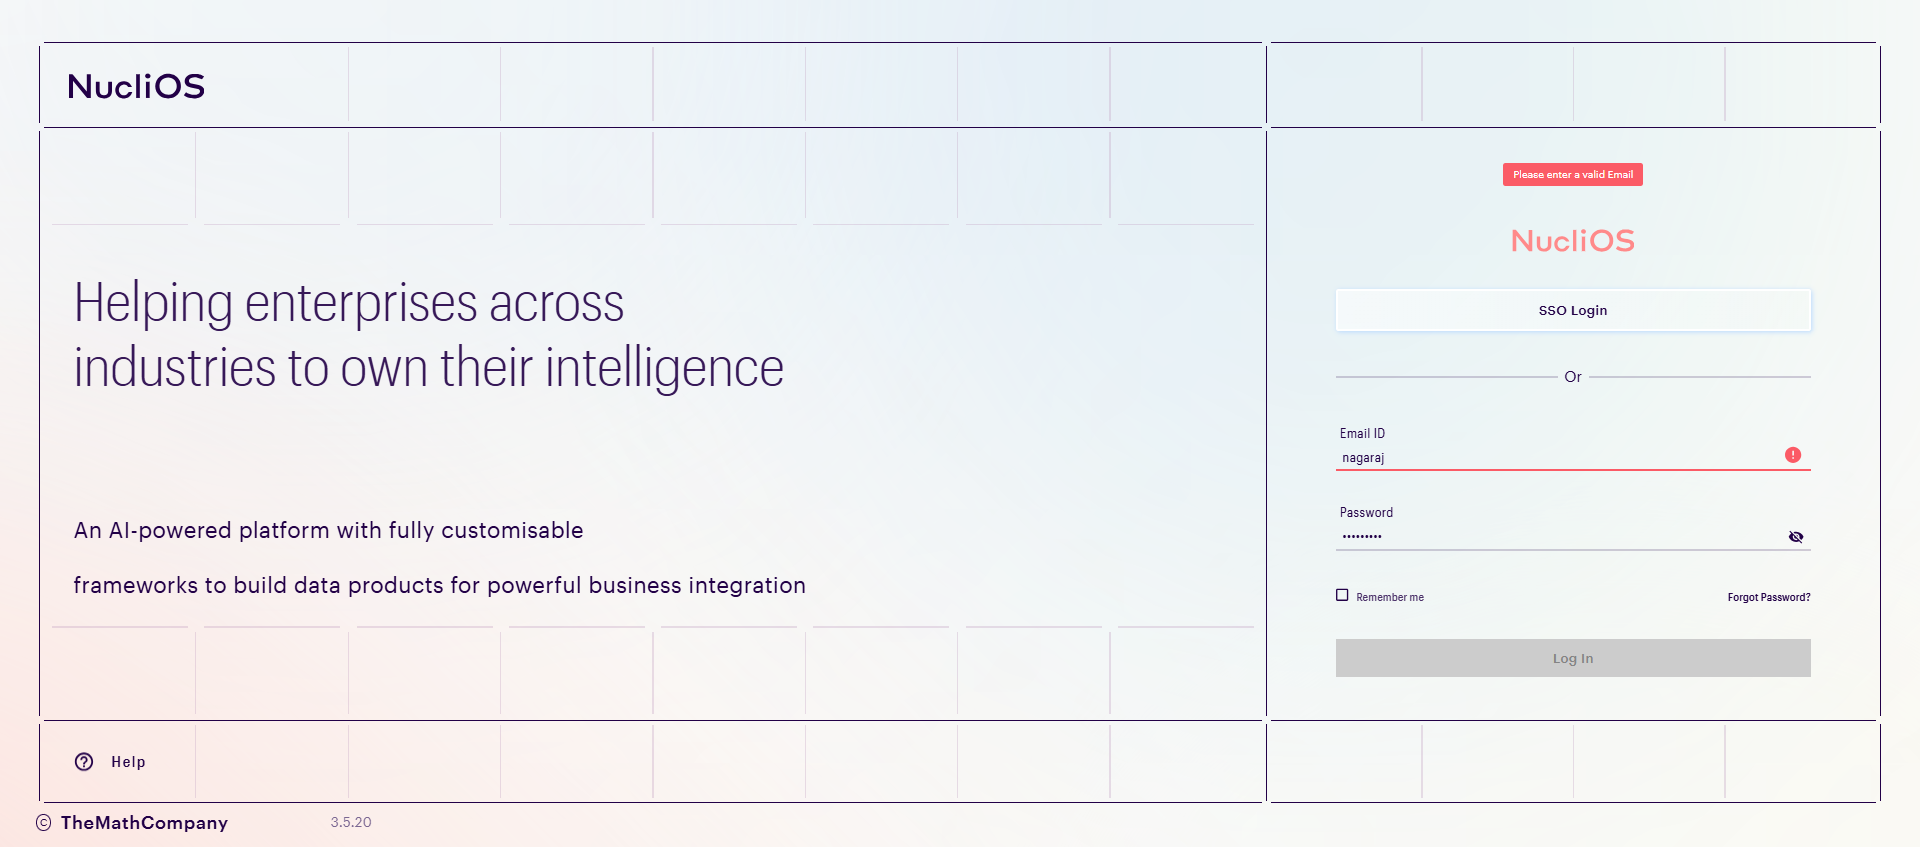 NucliOS
Helping enterprises across
industries to own their intelligence
An AI-powered platform with fully customisable
frameworks to build data products for powerful business integration
Help
Please enter a valid Email
NucliOS
SSO Login
Or
Email ID
nagaraj
Password
•••••••••
Remember me
Forgot Password?
Log In
© TheMathCompany
3.5.20